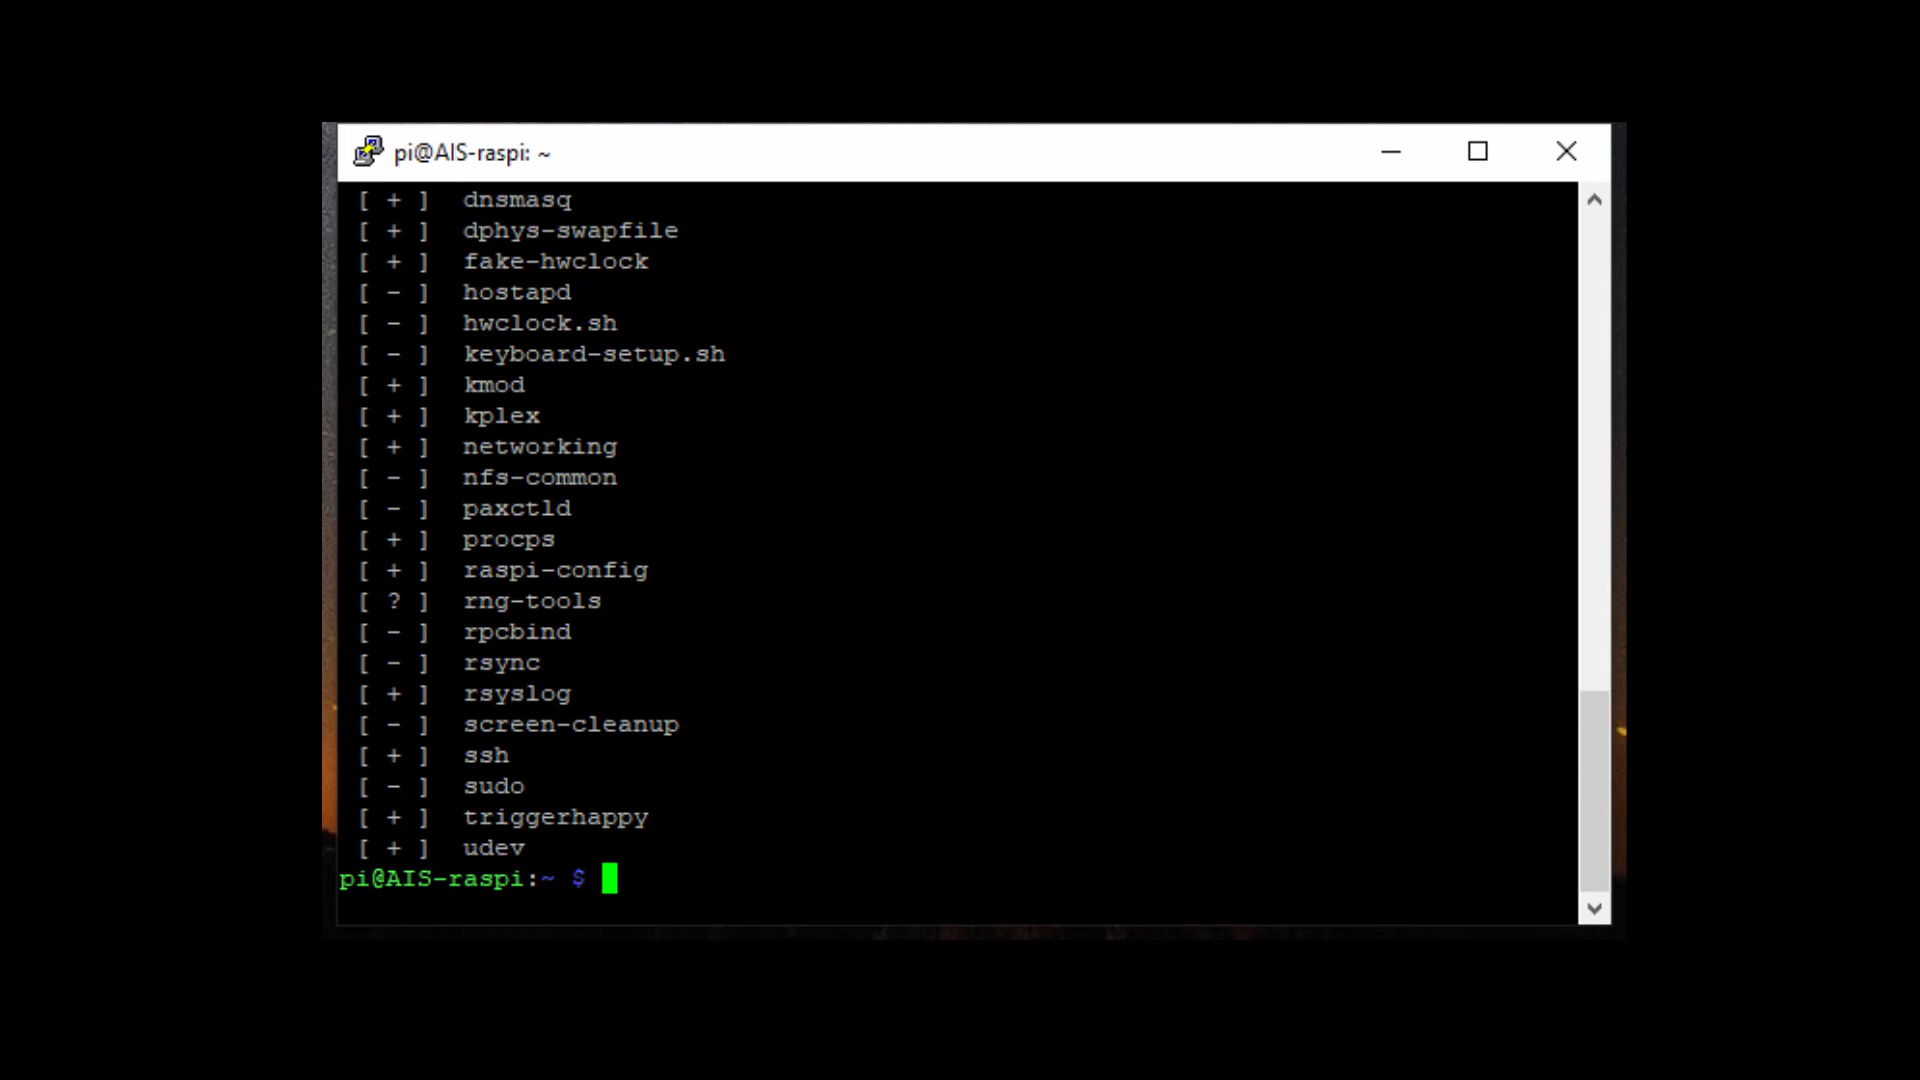 pi@AIS-raspi: ~
[ + ]  dnsmasq
[ + ]  dphys-swapfile
[ + ]  fake-hwclock
[ - ]  hostapd
[ - ]  hwclock.sh
[ - ]  keyboard-setup.sh
[ + ]  kmod
[ + ]  kplex
[ + ]  networking
[ - ]  nfs-common
[ - ]  paxctld
[ + ]  procps
[ + ]  raspi-config
[ ? ]  rng-tools
[ - ]  rpcbind
[ - ]  rsync
[ + ]  rsyslog
[ - ]  screen-cleanup
[ + ]  ssh
[ - ]  sudo
[ + ]  triggerhappy
[ + ]  udev
pi@AIS-raspi:~ $